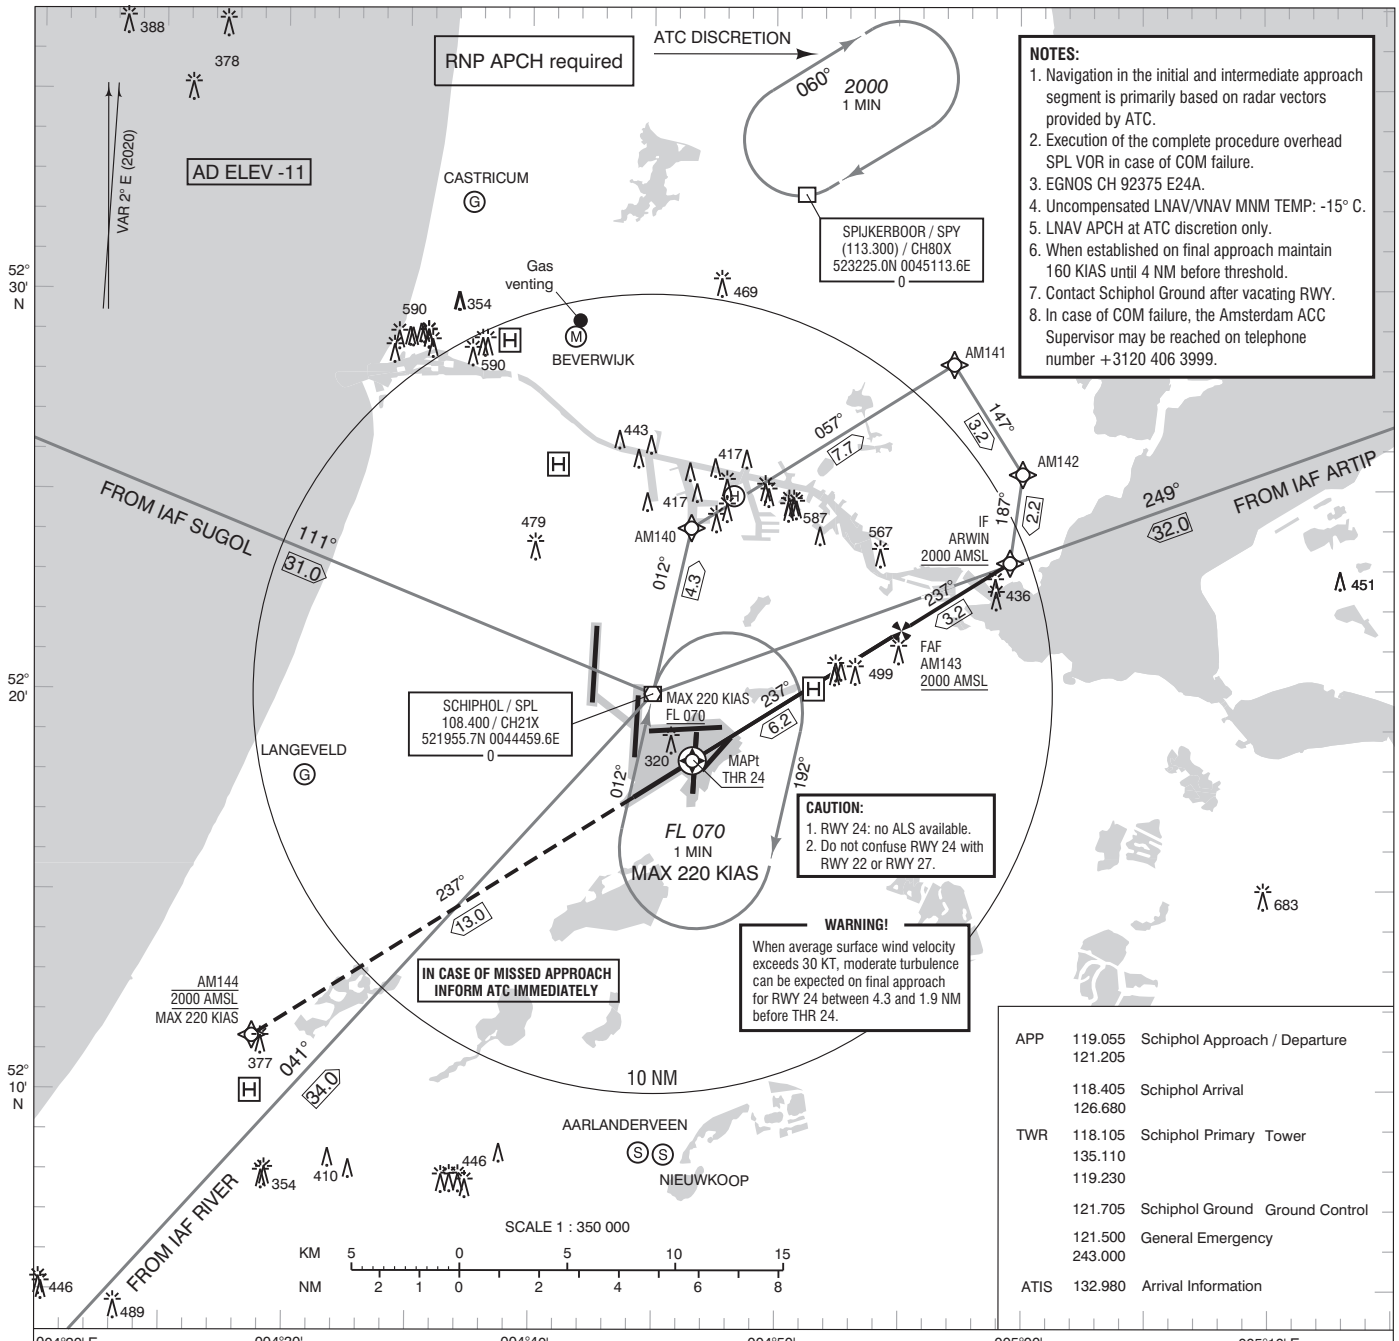 388
378
VAR 2° E (2020)
AD ELEV -11
RNP APCH required
ATC DISCRETION
060°
2000
1 MIN
NOTES:
1. Navigation in the initial and intermediate approach
segment is primarily based on radar vectors
provided by ATC.
2. Execution of the complete procedure overhead
SPL VOR in case of COM failure.
3. EGNOS CH 92375 E24A.
4. Uncompensated LNAV/VNAV MNM TEMP: -15° C.
5. LNAV APCH at ATC discretion only.
6. When established on final approach maintain
160 KIAS until 4 NM before threshold.
7. Contact Schiphol Ground after vacating RWY.
8. In case of COM failure, the Amsterdam ACC
Supervisor may be reached on telephone
number +3120 406 3999.
CASTRICUM
G
SPIJKERBOOR / SPY
(113.300) / CH80X
523225.0N 0045113.6E
0
52°
30'
N
Gas
venting
469
354
590
H
590
M
BEVERWIJK
AM141
147°
3.2
057°
7.7
443
417
H
H
417
587
AM140
479
567
AM142
187°
2.2
IF
ARWIN
2000 AMSL
249°
32.0
FROM IAF ARTIP
FROM IAF SUGOL
111°
31.0
012°
4.3
237°
3.2
436
451
FAF
AM143
2000 AMSL
499
52°
20'
SCHIPHOL / SPL
108.400 / CH21X
521955.7N 0044459.6E
0
MAX 220 KIAS
FL 070
237°
H
6.2
320
MAPt
THR 24
LANGEVELD
G
012°
192°
FL 070
1 MIN
MAX 220 KIAS
CAUTION:
1. RWY 24: no ALS available.
2. Do not confuse RWY 24 with
RWY 22 or RWY 27.
237°
13.0
683
WARNING!
When average surface wind velocity
exceeds 30 KT, moderate turbulence
can be expected on final approach
for RWY 24 between 4.3 and 1.9 NM
before THR 24.
IN CASE OF MISSED APPROACH
INFORM ATC IMMEDIATELY
AM144
2000 AMSL
MAX 220 KIAS
377
H
041°
34.0
52°
10'
N
10 NM
AARLANDERVEEN
S S
NIEUWKOOP
354
410
446
FROM IAF RIVER
446
489
SCALE 1 : 350 000
KM 5 0 5 10 15
NM 2 1 0 2 4 6 8
APP 119.055 Schiphol Approach / Departure
121.205
118.405 Schiphol Arrival
126.680
TWR 118.105 Schiphol Primary Tower
135.110
119.230
121.705 Schiphol Ground Ground Control
121.500 General Emergency
243.000
ATIS 132.980 Arrival Information